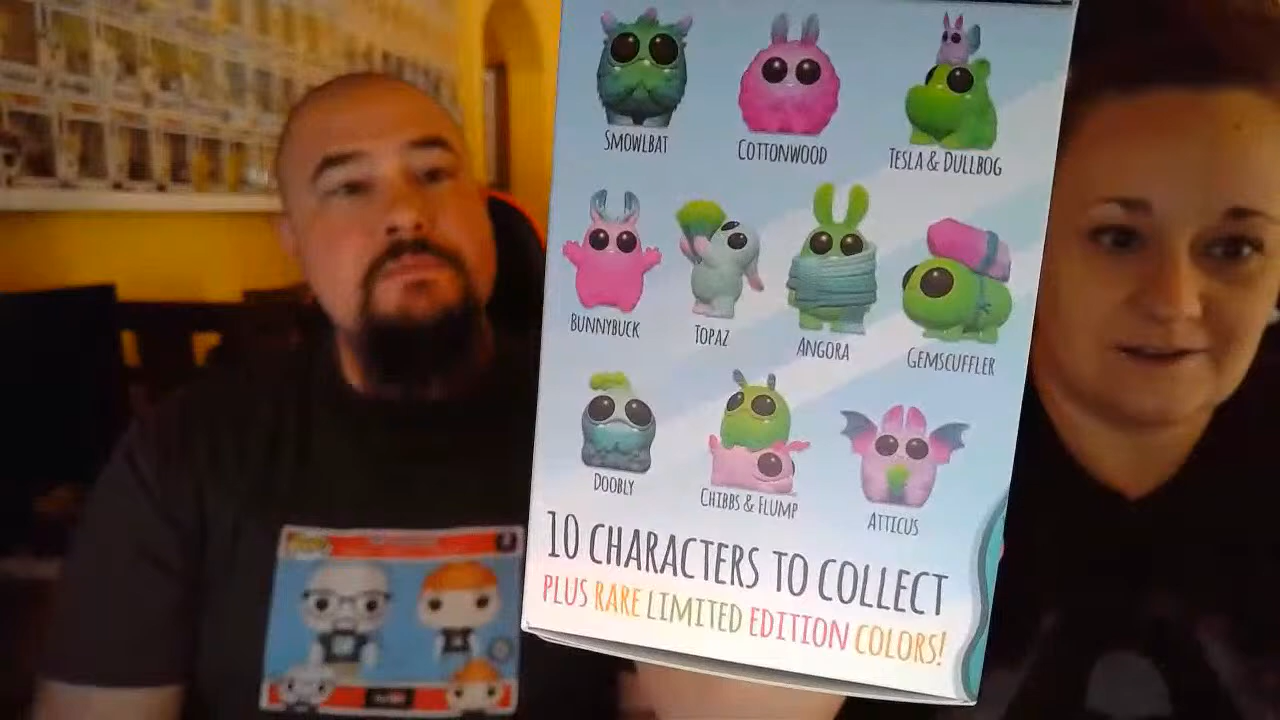 SMOWLBAT
COTTONWOOD
TESLA & DULLBOG
BUNNYBUCK
TOPAZ
ANGORA
GEMSCUFFLER
DOOBLY
CHIBBS & FLUMP
ATTICUS
10 CHARACTERS TO COLLECT
PLUS RARE LIMITED EDITION COLORS!